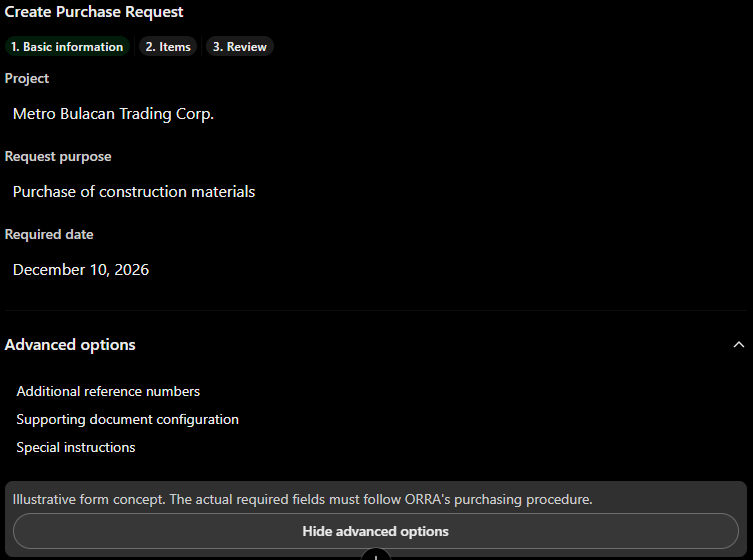 Create Purchase Request
1. Basic information
2. Items
3. Review
Project
Metro Bulacan Trading Corp.
Request purpose
Purchase of construction materials
Required date
December 10, 2026
Advanced options
Additional reference numbers
Supporting document configuration
Special instructions
Illustrative form concept. The actual required fields must follow ORRA's purchasing procedure.
Hide advanced options